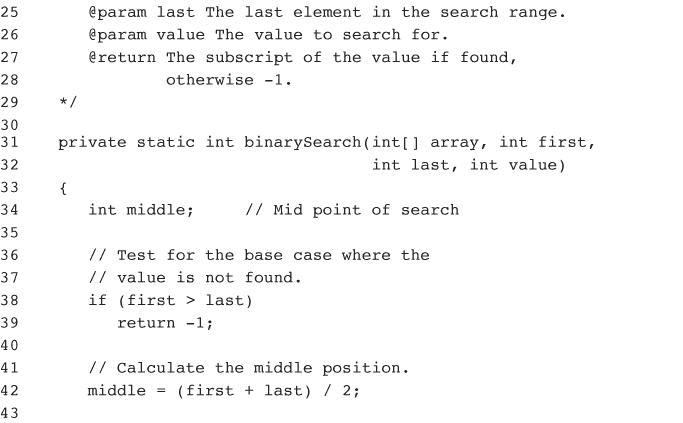 25 @param last The last element in the search range.
26 @param value The value to search for.
27 @return The subscript of the value if found,
28 otherwise -1.
29 */
30
31 private static int binarySearch(int[] array, int first,
32 int last, int value)
33 {
34 int middle; // Mid point of search
35
36 // Test for the base case where the
37 // value is not found.
38 if (first > last)
39 return -1;
40
41 // Calculate the middle position.
42 middle = (first + last) / 2;
43